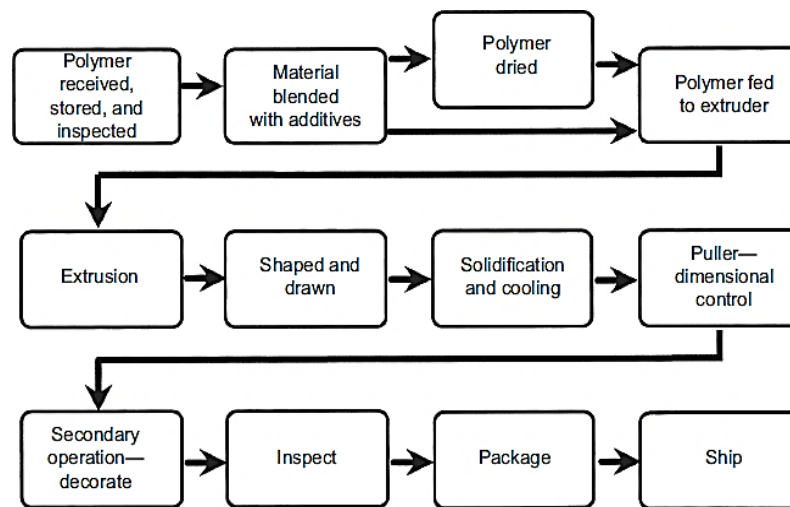 Polymer
received,
stored, and
inspected
Material
blended
with additives
Polymer
dried
Polymer fed
to extruder
Extrusion
Shaped and
drawn
Solidification
and cooling
Puller—
dimensional
control
Secondary
operation—
decorate
Inspect
Package
Ship